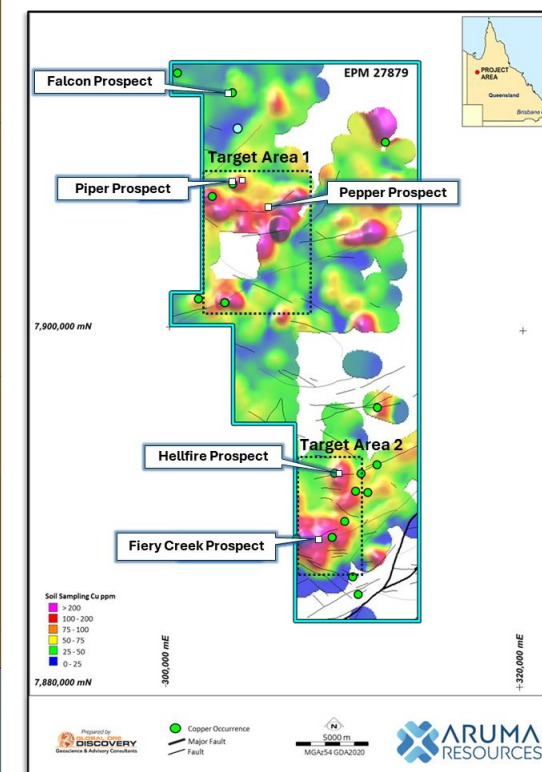 EPM 27879
PROJECT
AREA
Queensland
Brisbane
Falcon Prospect
Target Area 1
Piper Prospect
Pepper Prospect
7,900,000 mN
Target Area 2
Hellfire Prospect
Fiery Creek Prospect
Soil Sampling Cu ppm
> 200
100 - 200
75 - 100
50 - 75
25 - 50
0 - 25
300,000 mE
320,000 mE
7,880,000 mN
Prepared by
GLOBAL ORE
DISCOVERY
Geoscience & Advisory Consultants
Copper Occurrence
Major Fault
Fault
N
5000 m
MGAz54 GDA2020
ARUMA
RESOURCES